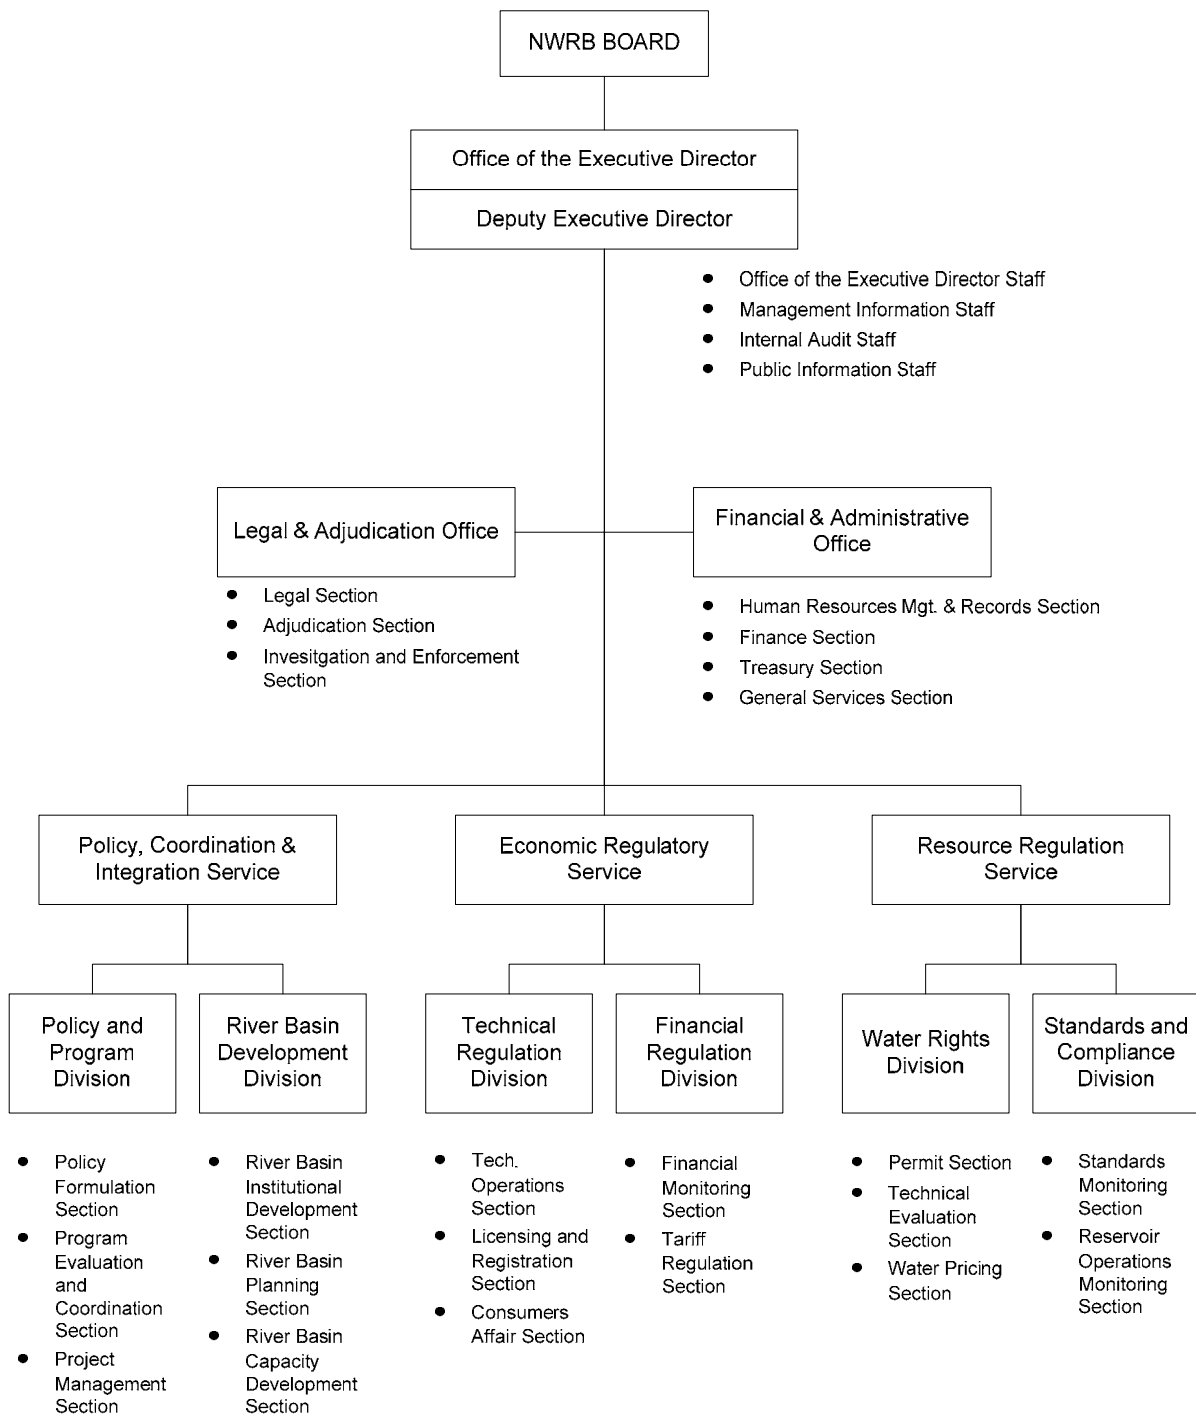 NWRB BOARD
Office of the Executive Director
Deputy Executive Director
Office of the Executive Director Staff
Management Information Staff
Internal Audit Staff
Public Information Staff
Legal & Adjudication Office
Legal Section
Adjudication Section
Invesitgation and Enforcement
Section
Financial & Administrative
Office
Human Resources Mgt. & Records Section
Finance Section
Treasury Section
General Services Section
Policy, Coordination &
Integration Service
Economic Regulatory
Service
Resource Regulation
Service
Policy and
Program
Division
River Basin
Development
Division
Technical
Regulation
Division
Financial
Regulation
Division
Water Rights
Division
Standards and
Compliance
Division
Policy
Formulation
Section
Program
Evaluation
and
Coordination
Section
Project
Management
Section
River Basin
Institutional
Development
Section
River Basin
Planning
Section
River Basin
Capacity
Development
Section
Tech.
Operations
Section
Licensing and
Registration
Section
Consumers
Affair Section
Financial
Monitoring
Section
Tariff
Regulation
Section
Permit Section
Technical
Evaluation
Section
Water Pricing
Section
Standards
Monitoring
Section
Reservoir
Operations
Monitoring
Section